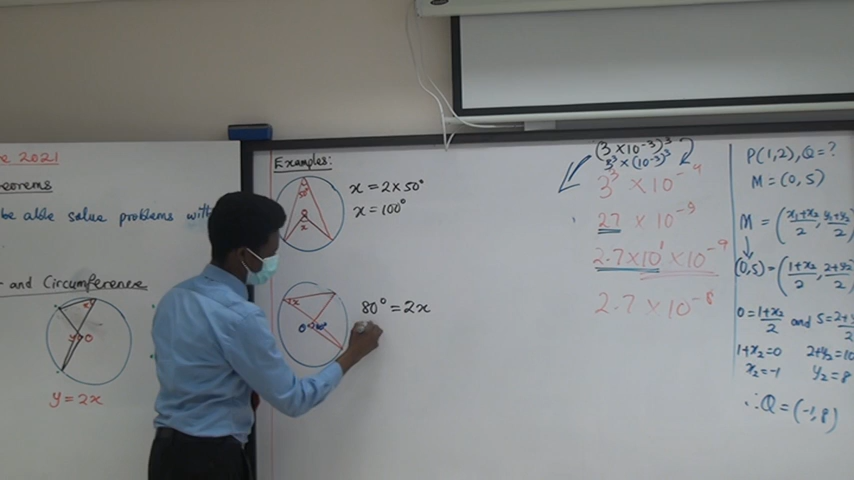 2021
be able solve problems with
and Circumference
x
y O
y = 2x
Examples:
50°
x
x = 2 x 50°
x = 100°
x
O 80°
80° = 2x
(3 x 10⁻³)³
3³ x (10⁻³)³
3³ x 10⁻⁹
27 x 10⁻⁹
2.7 x 10¹ x 10⁻⁹
2.7 x 10⁻⁸
P(1,2), Q = ?
M = (0, 5)
M = (x₁+x₂/2, y₁+y₂/2)
(0,5) = (1+x₂/2, 2+y₂/2)
0 = 1+x₂/2 and 5 = 2+y
1+x₂=0 2+y₂=10
x₂=-1 y₂=8
∴Q = (-1,8)